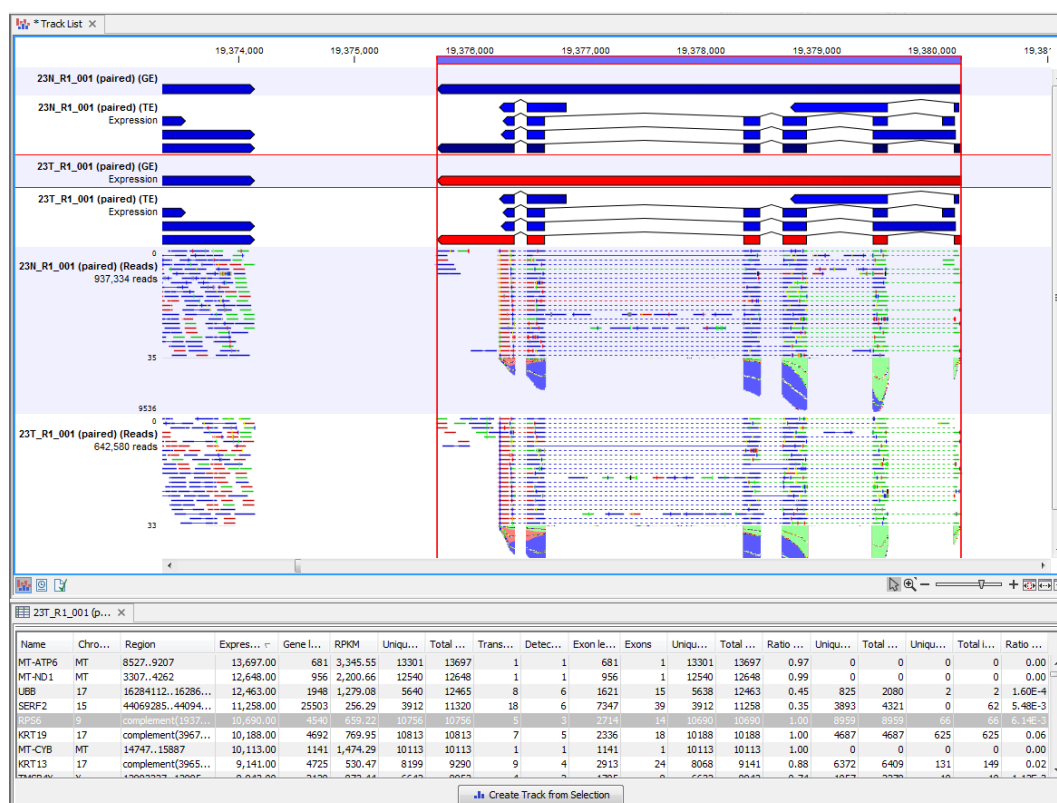 * Track List
19,374,000 19,375,000 19,376,000 19,377,000 19,378,000 19,379,000 19,380,000 19,381
23N_R1_001 (paired) (GE)
23N_R1_001 (paired) (TE)
Expression
23T_R1_001 (paired) (GE)
Expression
23T_R1_001 (paired) (TE)
Expression
0
23N_R1_001 (paired) (Reads)
937,334 reads
35
9536
0
23T_R1_001 (paired) (Reads)
642,580 reads
33
23T_R1_001 (p...
Name Chro... Region Expres... Gene l... RPKM Uniqu... Total ... Trans... Detec... Exon le... Exons Uniqu... Total ... Ratio ... Uniqu... Total ... Uniqu... Total i... Ratio ...
MT-ATP6 MT 8527..9207 13,697.00 681 3,345.55 13301 13697 1 1 681 1 13301 13697 0.97 0 0 0 0 0.00
MT-ND1 MT 3307..4262 12,648.00 956 2,200.66 12540 12648 1 1 956 1 12540 12648 0.99 0 0 0 0 0.00
UBB 17 16284112..16286... 12,463.00 1948 1,279.08 5640 12465 8 6 1621 15 5638 12463 0.45 825 2080 2 2 1.60E-4
SERF2 15 44069285..44094... 11,258.00 25503 256.29 3912 11320 18 6 7347 39 3912 11258 0.35 3893 4321 0 62 5.48E-3
RPS6 9 complement(1937... 10,690.00 4540 659.22 10756 10756 5 3 2714 14 10690 10690 1.00 8959 8959 66 66 6.14E-3
KRT19 17 complement(3967... 10,188.00 4692 769.95 10813 10813 7 5 2336 18 10188 10188 1.00 4687 4687 625 625 0.06
MT-CYB MT 14747..15887 10,113.00 1141 1,474.29 10113 10113 1 1 1141 1 10113 10113 1.00 0 0 0 0 0.00
KRT13 17 complement(3965... 9,141.00 4725 530.47 8199 9290 9 4 2913 24 8068 9141 0.88 6372 6409 131 149 0.02
Create Track from Selection